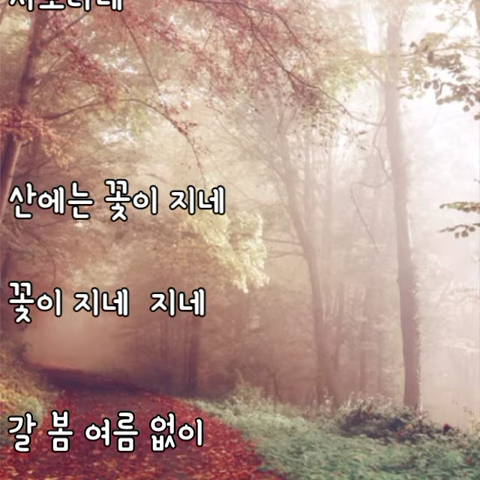 산에는 꽃이 지네
꽃이 지네 지네
갈 봄 여름 없이